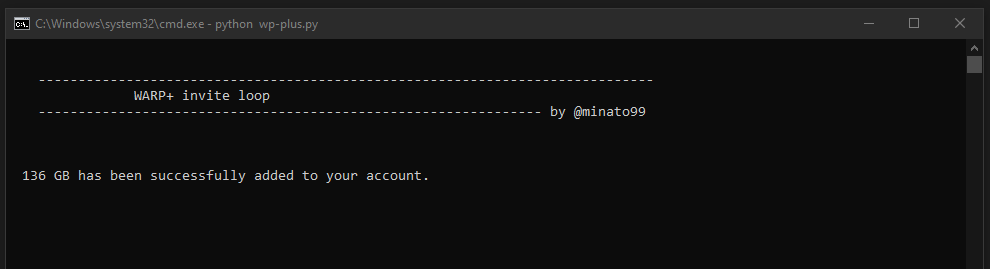 C:\Windows\system32\cmd.exe - python  wp-plus.py
-----------------------------------------------------------------------------
WARP+ invite loop
--------------------------------------------------------------- by @minato99
136 GB has been successfully added to your account.